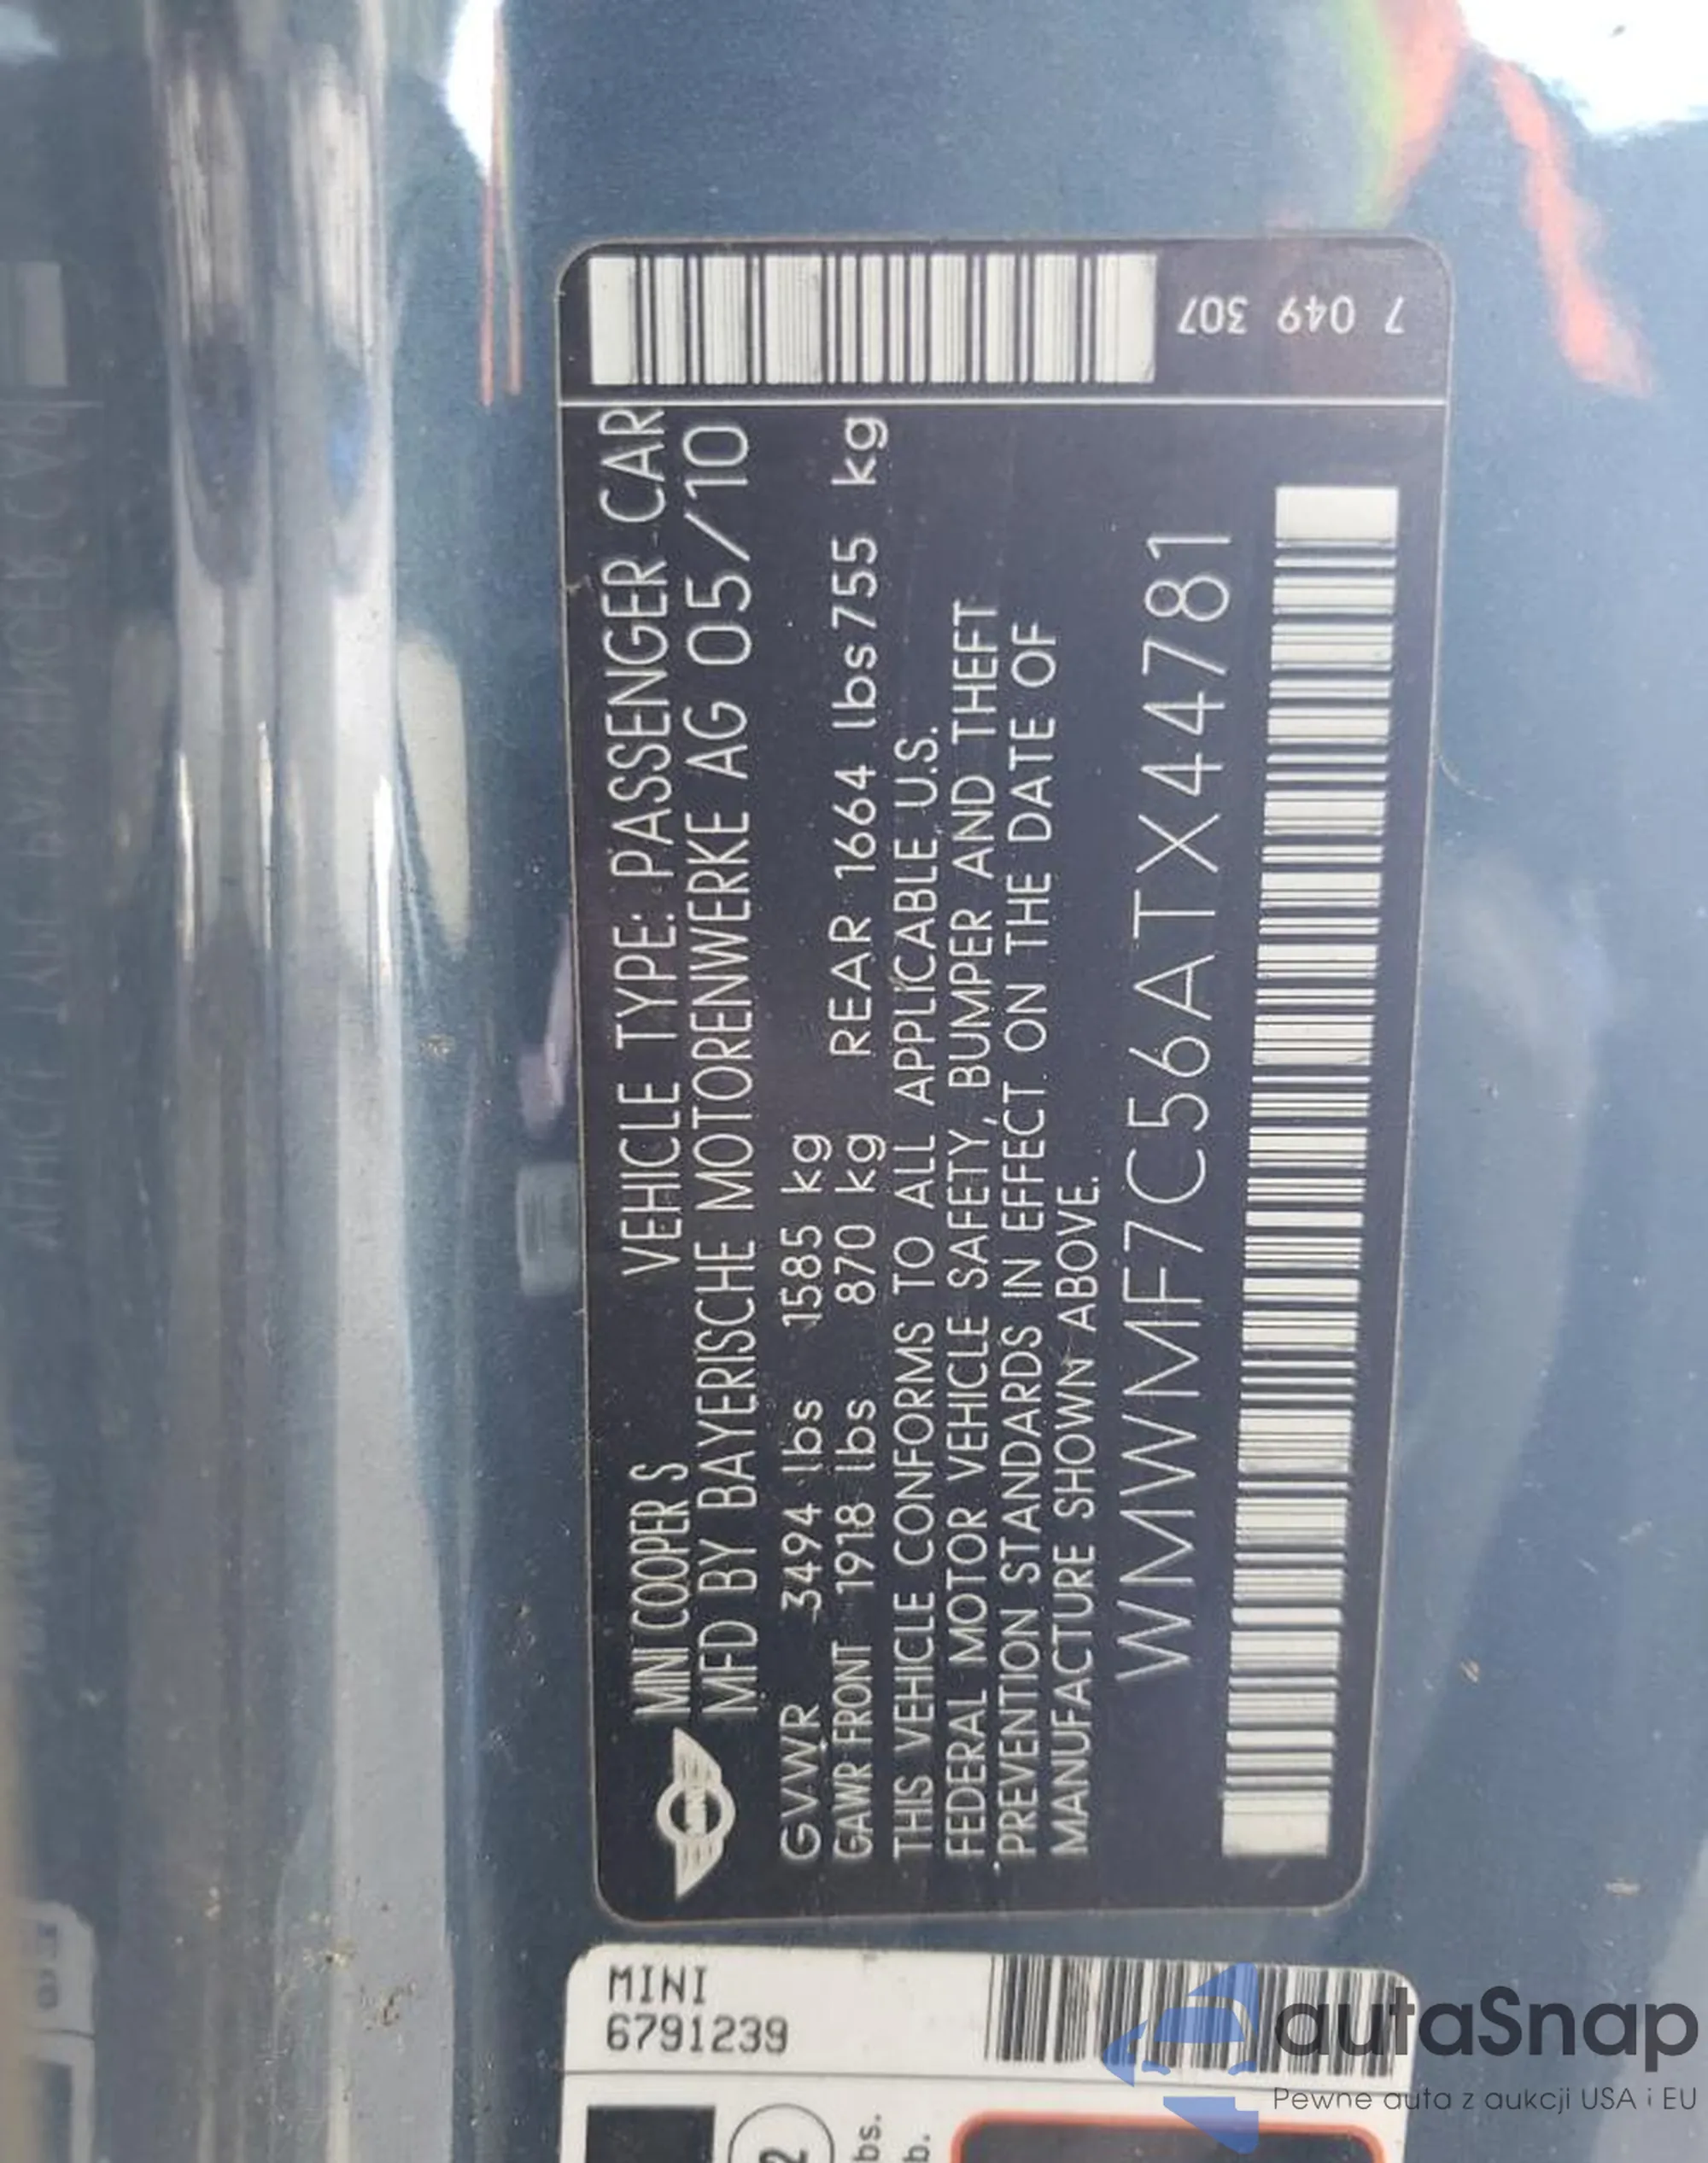 MINI COOPER S VEHICLE TYPE: PASSENGER CAR
MFD BY BAYERISCHE MOTORENWERKE AG 05/10
GVWR 3494 lbs 1585 kg
GAWR FRONT 1918 lbs 870 kg REAR 1664 lbs 755 kg
THIS VEHICLE CONFORMS TO ALL APPLICABLE U.S.
FEDERAL MOTOR VEHICLE SAFETY, BUMPER AND THEFT
PREVENTION STANDARDS IN EFFECT ON THE DATE OF
MANUFACTURE SHOWN ABOVE.
WMWMF7C56ATX44781
7 049 307
MINI
6791239
autaSnap
Pewne auta z aukcji USA i EU